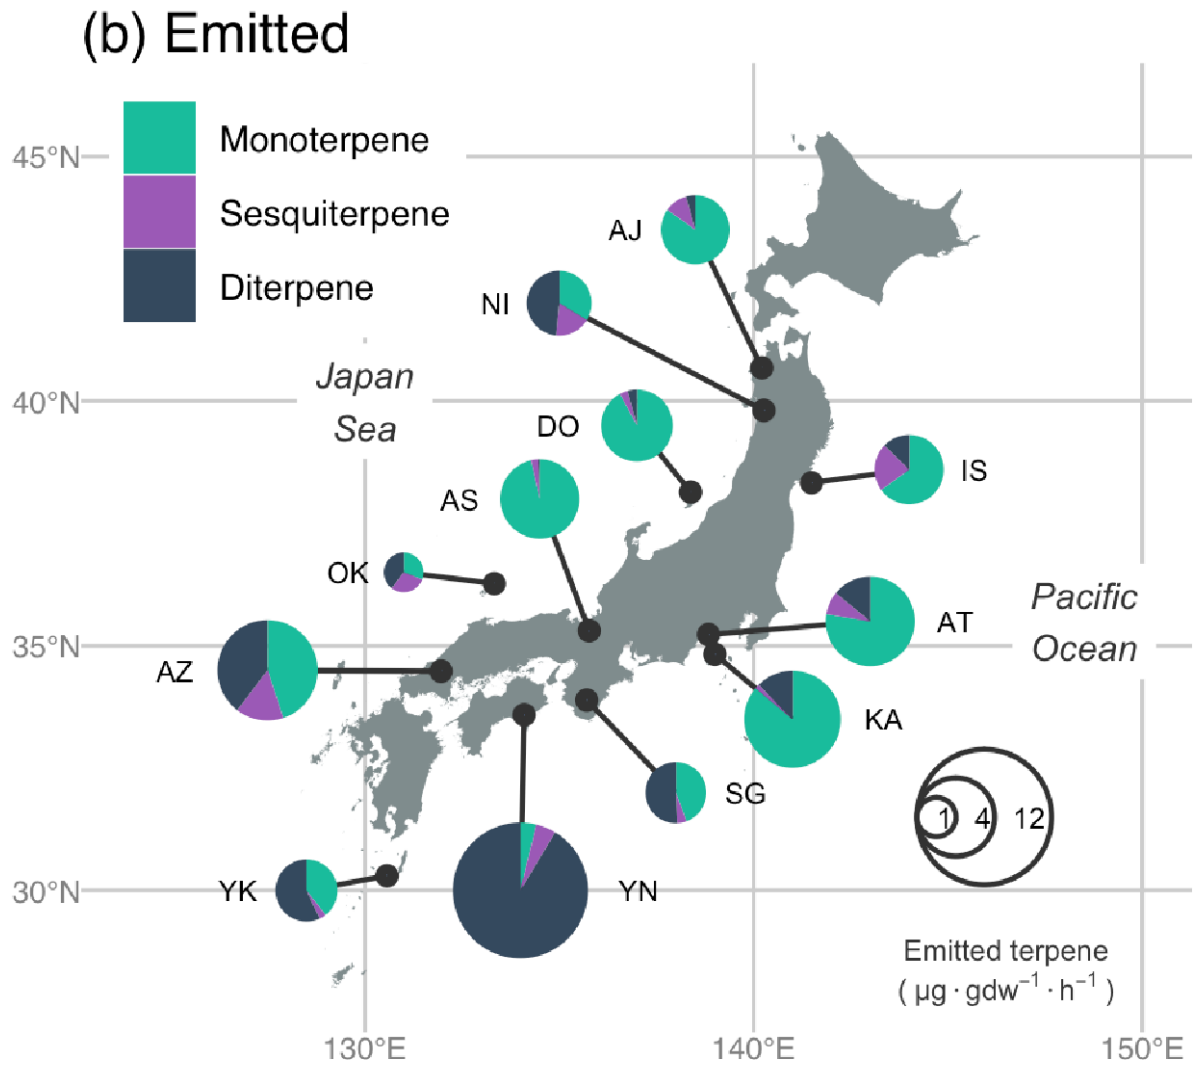 (b) Emitted
Monoterpene
Sesquiterpene
Diterpene
45°N
40°N
35°N
30°N
130°E
140°E
150°E
Japan
Sea
Pacific
Ocean
AJ
NI
DO
IS
AS
OK
AT
AZ
KA
SG
YK
YN
1 4 12
Emitted terpene
( µg · gdw⁻¹ · h⁻¹ )